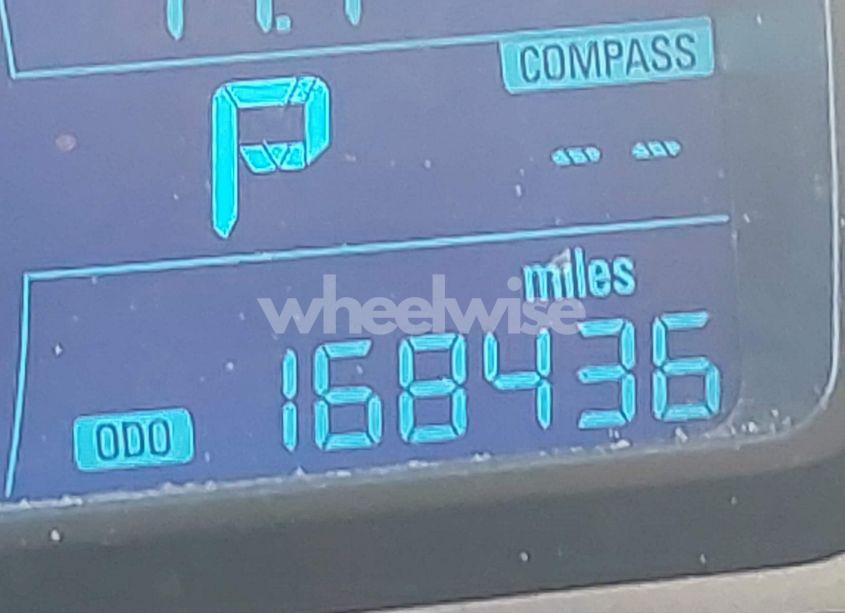 COMPASS
P
-- --
miles
wheelwise
ODO 168436